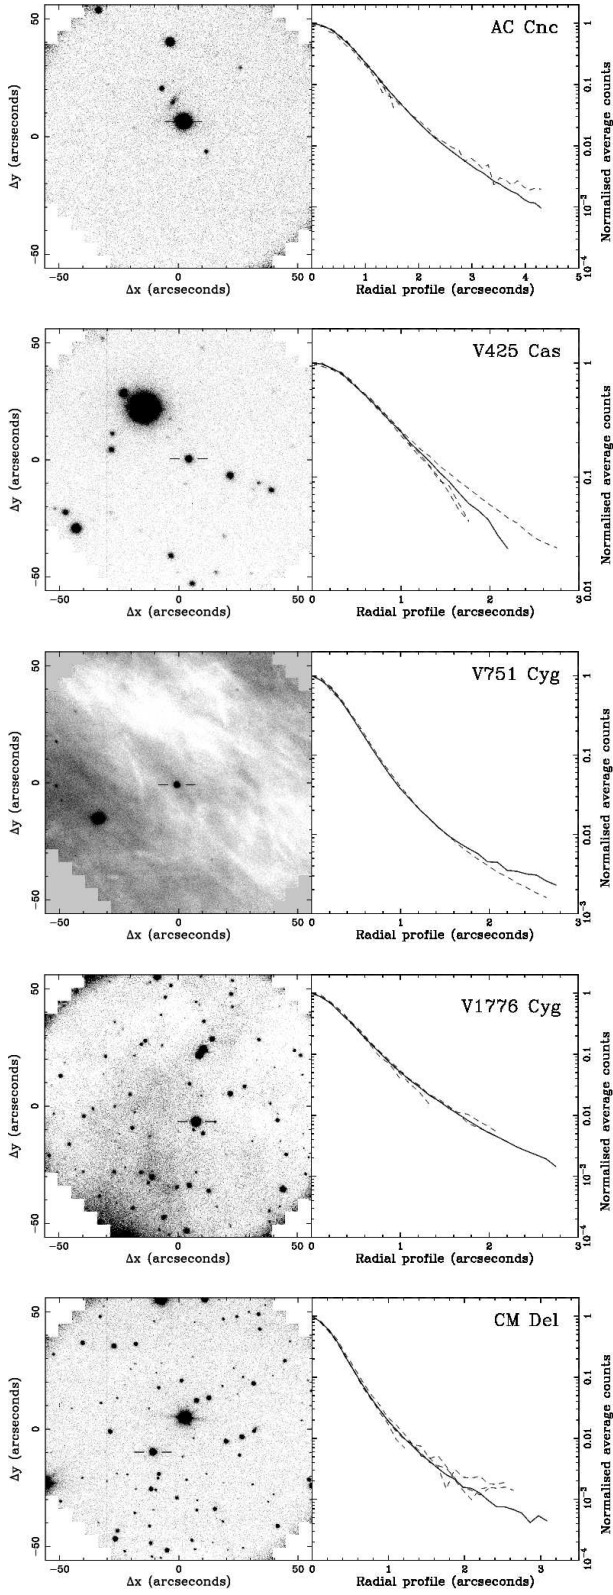 AC Cnc
Δy (arcseconds)
50
0
−50
−50
0
50
Δx (arcseconds)
Normalised average counts
1
0.1
0.01
10⁻³
10⁻⁴
0
1
2
3
4
5
Radial profile (arcseconds)
V425 Cas
Δy (arcseconds)
50
0
−50
−50
0
50
Δx (arcseconds)
Normalised average counts
1
0.1
0.01
0
1
2
3
Radial profile (arcseconds)
V751 Cyg
Δy (arcseconds)
50
0
−50
−50
0
50
Δx (arcseconds)
Normalised average counts
1
0.1
0.01
10⁻³
0
1
2
3
Radial profile (arcseconds)
V1776 Cyg
Δy (arcseconds)
50
0
−50
−50
0
50
Δx (arcseconds)
Normalised average counts
1
0.1
0.01
10⁻³
10⁻⁴
0
1
2
3
Radial profile (arcseconds)
CM Del
Δy (arcseconds)
50
0
−50
−50
0
50
Δx (arcseconds)
Normalised average counts
1
0.1
0.01
10⁻³
10⁻⁴
0
1
2
3
Radial profile (arcseconds)